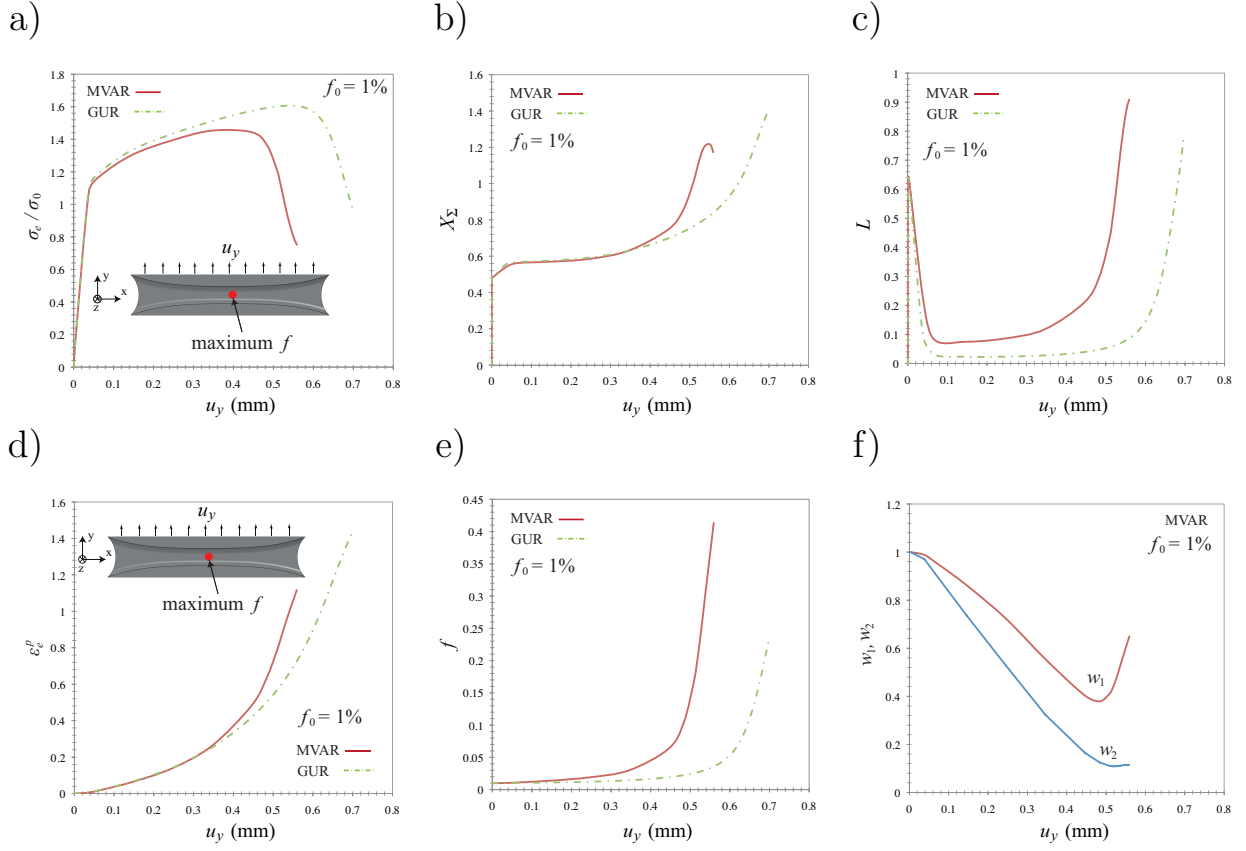 a)
1.8
1.6
1.4
1.2
1
0.8
0.6
0.4
0.2
0
σe / σ0
MVAR
GUR
f0 = 1%
uy
y
x
z
maximum f
0 0.1 0.2 0.3 0.4 0.5 0.6 0.7 0.8
uy (mm)
b)
1.6
1.4
1.2
1
0.8
0.6
0.4
0.2
0
XΣ
MVAR
GUR
f0 = 1%
0 0.1 0.2 0.3 0.4 0.5 0.6 0.7 0.8
uy (mm)
c)
1
0.9
0.8
0.7
0.6
0.5
0.4
0.3
0.2
0.1
0
L
MVAR
GUR
f0 = 1%
0 0.1 0.2 0.3 0.4 0.5 0.6 0.7 0.8
uy (mm)
d)
1.6
1.4
1.2
1
0.8
0.6
0.4
0.2
0
εe^p
uy
y
x
z
maximum f
f0 = 1%
MVAR
GUR
0 0.1 0.2 0.3 0.4 0.5 0.6 0.7 0.8
uy (mm)
e)
0.45
0.4
0.35
0.3
0.25
0.2
0.15
0.1
0.05
0
f
MVAR
GUR
f0 = 1%
0 0.1 0.2 0.3 0.4 0.5 0.6 0.7 0.8
uy (mm)
f)
1.2
1
0.8
0.6
0.4
0.2
0
w1, w2
MVAR
f0 = 1%
w1
w2
0 0.1 0.2 0.3 0.4 0.5 0.6 0.7 0.8
uy (mm)